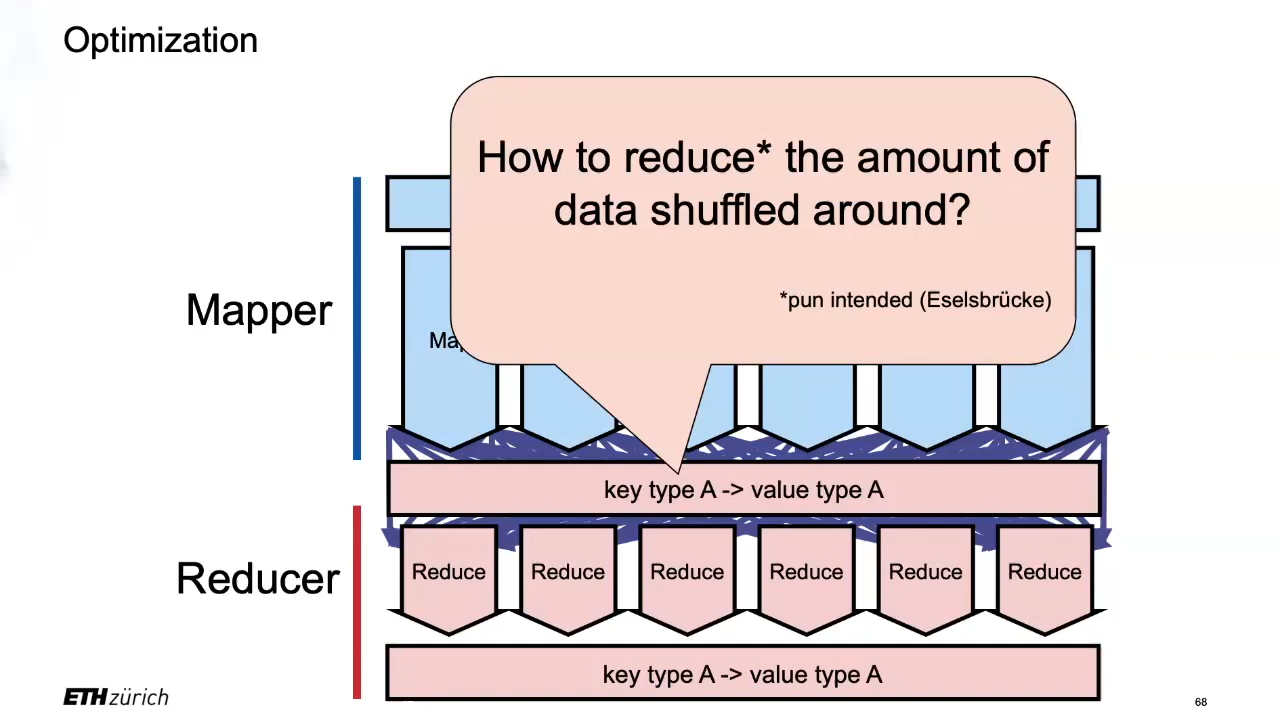 Optimization
How to reduce* the amount of
data shuffled around?
*pun intended (Eselsbrücke)
Mapper
key type A -> value type A
Reducer
Reduce Reduce Reduce Reduce Reduce Reduce
key type A -> value type A
ETH zürich
68